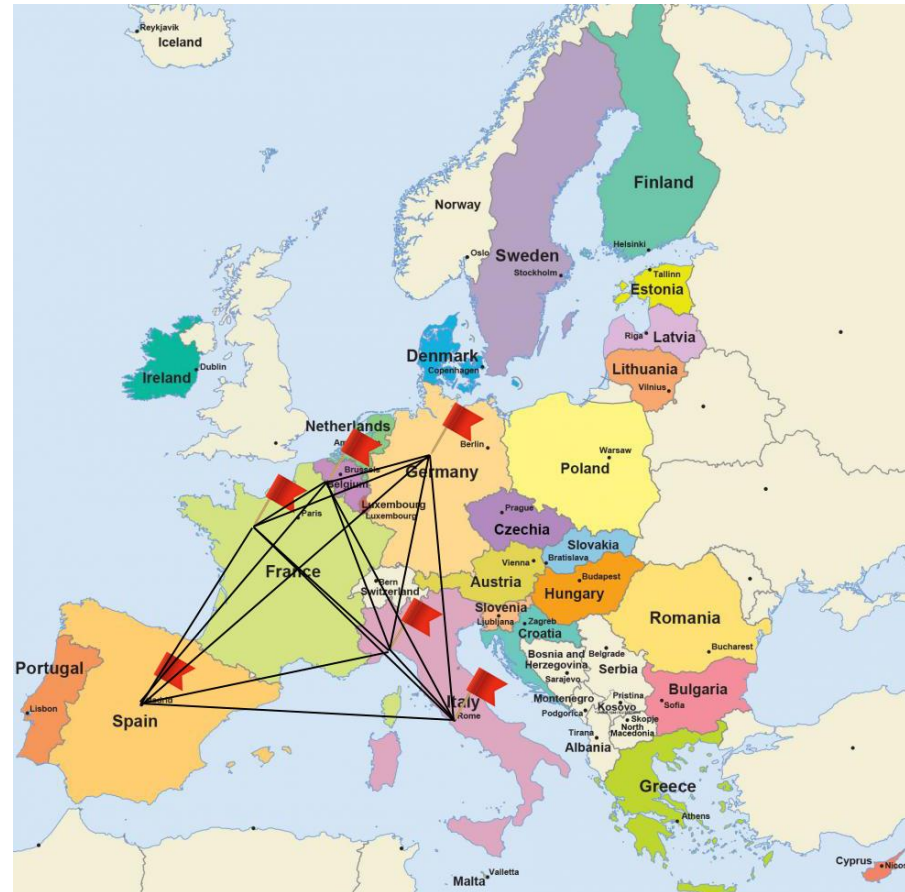 Reykjavik
Iceland
Finland
Norway
Helsinki
Oslo
Sweden
Stockholm
Tallinn
Estonia
Riga
Latvia
Denmark
Copenhagen
Dublin
Ireland
Lithuania
Vilnius
Netherlands
Berlin
Brussels
Germany
Belgium
Warsaw
Poland
Luxembourg
Luxembourg
Paris
Prague
Czechia
Slovakia
Bratislava
Vienna
France
Bern
Switzerland
Austria
Budapest
Hungary
Slovenia
Ljubljana
Zagreb
Croatia
Romania
Bucharest
Bosnia and
Herzegovina
Sarajevo
Belgrade
Serbia
Portugal
Lisbon
Spain
Italy
Rome
Montenegro
Podgorica
Pristina
Kosovo
Bulgaria
Sofia
Skopje
North
Macedonia
Tirana
Albania
Greece
Athens
Cyprus
Nicos
Valletta
Malta